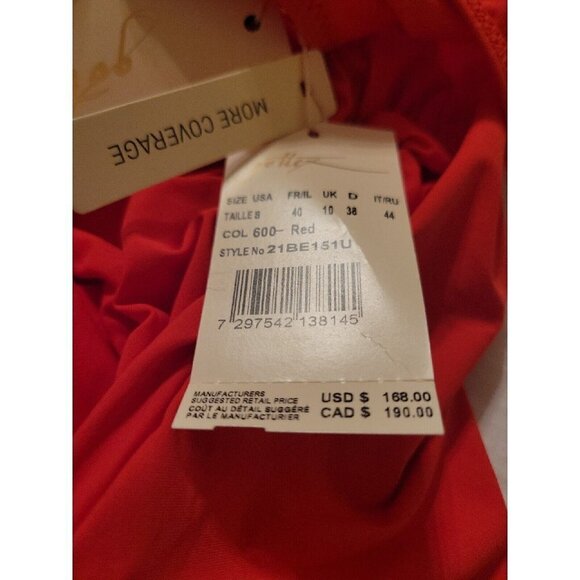 MORE COVERAGE
SIZE USA FR/IL UK D IT/RU
TAILLE 8 40 10 38 44
COL 600- Red
STYLE No 21BE151U
7 297542 138145
MANUFACTURERS
SUGGESTED RETAIL PRICE USD $ 168.00
COÛT AU DÉTAIL SUGGÉRÉ
PAR LE MANUFACTURIER CAD $ 190.00